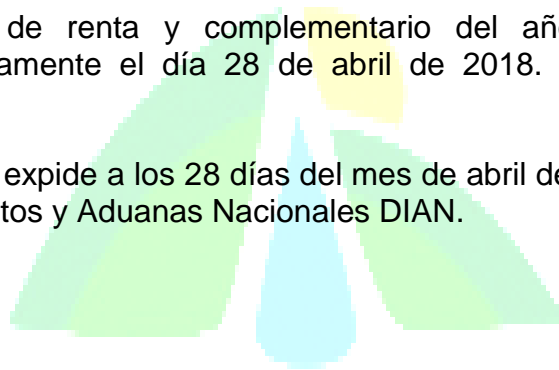 de renta y complementario del año
amente el día 28 de abril de 2018.
expide a los 28 días del mes de abril de
tos y Aduanas Nacionales DIAN.